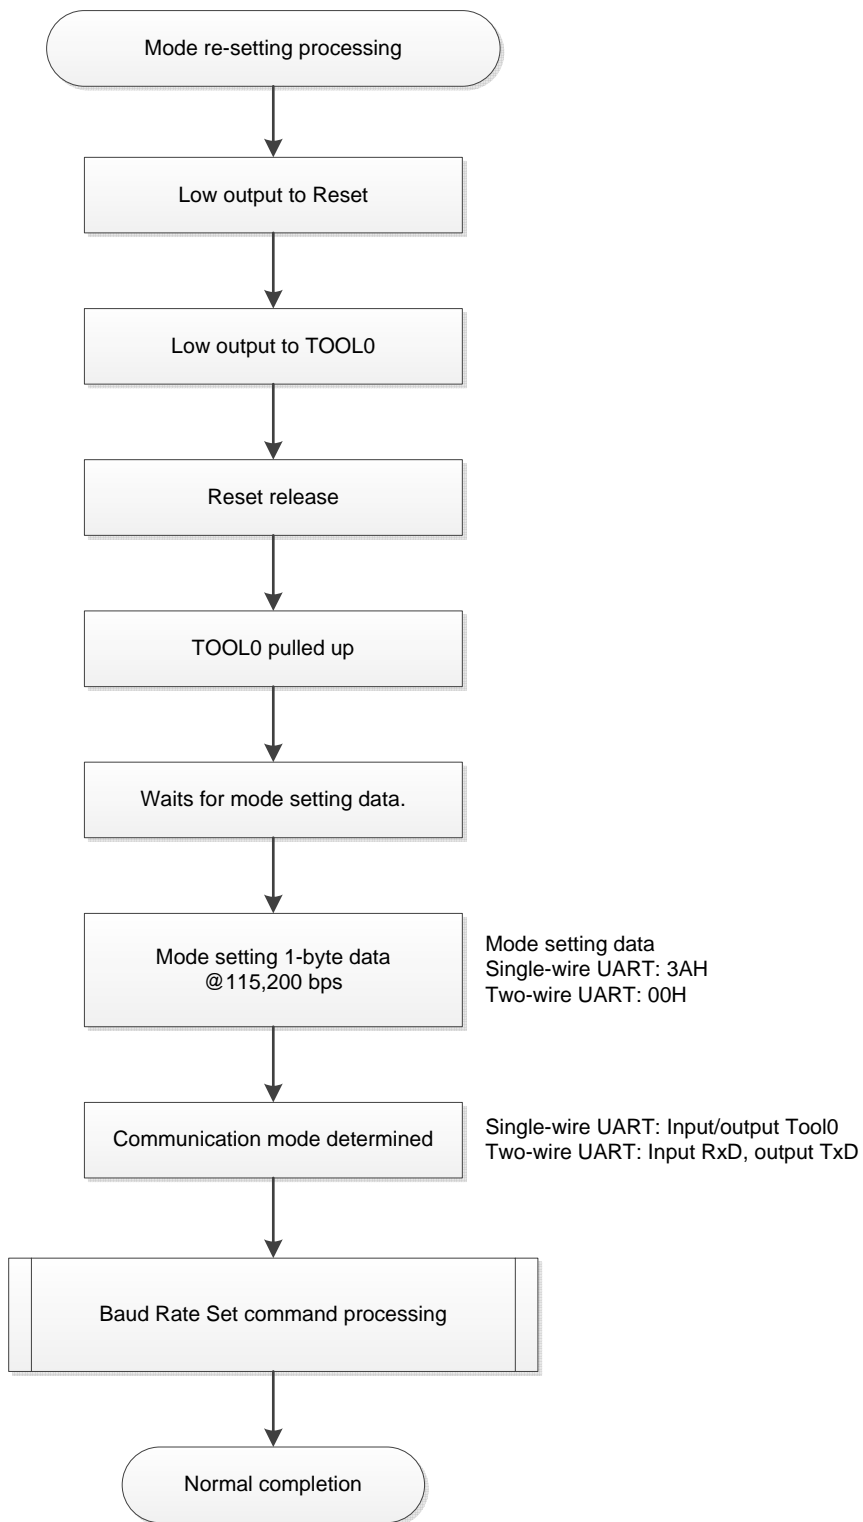 Mode re-setting processing
Low output to Reset
Low output to TOOL0
Reset release
TOOL0 pulled up
Waits for mode setting data.
Mode setting 1-byte data
@115,200 bps
Mode setting data
Single-wire UART: 3AH
Two-wire UART: 00H
Communication mode determined
Single-wire UART: Input/output Tool0
Two-wire UART: Input RxD, output TxD
Baud Rate Set command processing
Normal completion